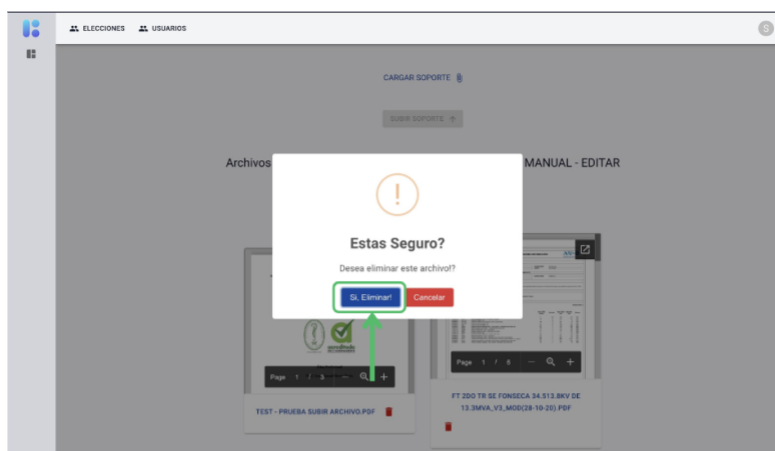 ELECCIONES USUARIOS
S
CARGAR SOPORTE
SUBIR SOPORTE
Archivos
MANUAL - EDITAR
!
Estas Seguro?
Desea eliminar este archivo!?
Si, Eliminar! Cancelar
Page 1 / 3 — +
Page 1 / 6 — +
TEST - PRUEBA SUBIR ARCHIVO.PDF
FT 2DO TR SE FONSECA 34.513.8KV DE
13.3MVA_V3_MOD(28-10-20).PDF